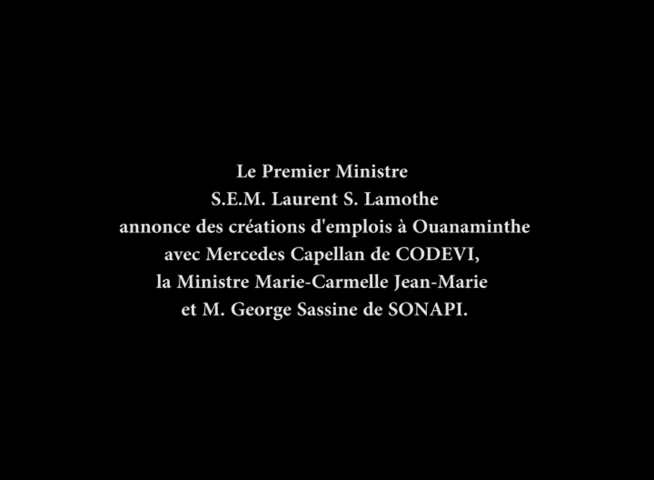 Le Premier Ministre
S.E.M. Laurent S. Lamothe
annonce des créations d'emplois à Ouanaminthe
avec Mercedes Capellan de CODEVI,
la Ministre Marie-Carmelle Jean-Marie
et M. George Sassine de SONAPI.